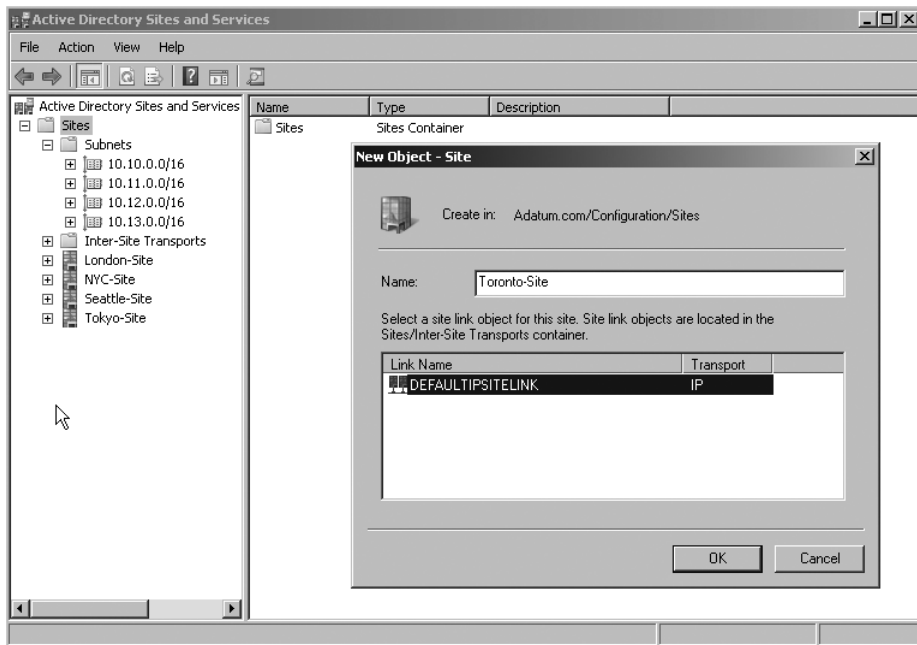 Active Directory Sites and Services
File Action View Help
Active Directory Sites and Services
Sites
Subnets
10.10.0.0/16
10.11.0.0/16
10.12.0.0/16
10.13.0.0/16
Inter-Site Transports
London-Site
NYC-Site
Seattle-Site
Tokyo-Site
Name Type Description
Sites Sites Container
New Object - Site
Create in: Adatum.com/Configuration/Sites
Name: Toronto-Site
Select a site link object for this site. Site link objects are located in the
Sites/Inter-Site Transports container.
Link Name Transport
DEFAULTIPSITELINK IP
OK Cancel